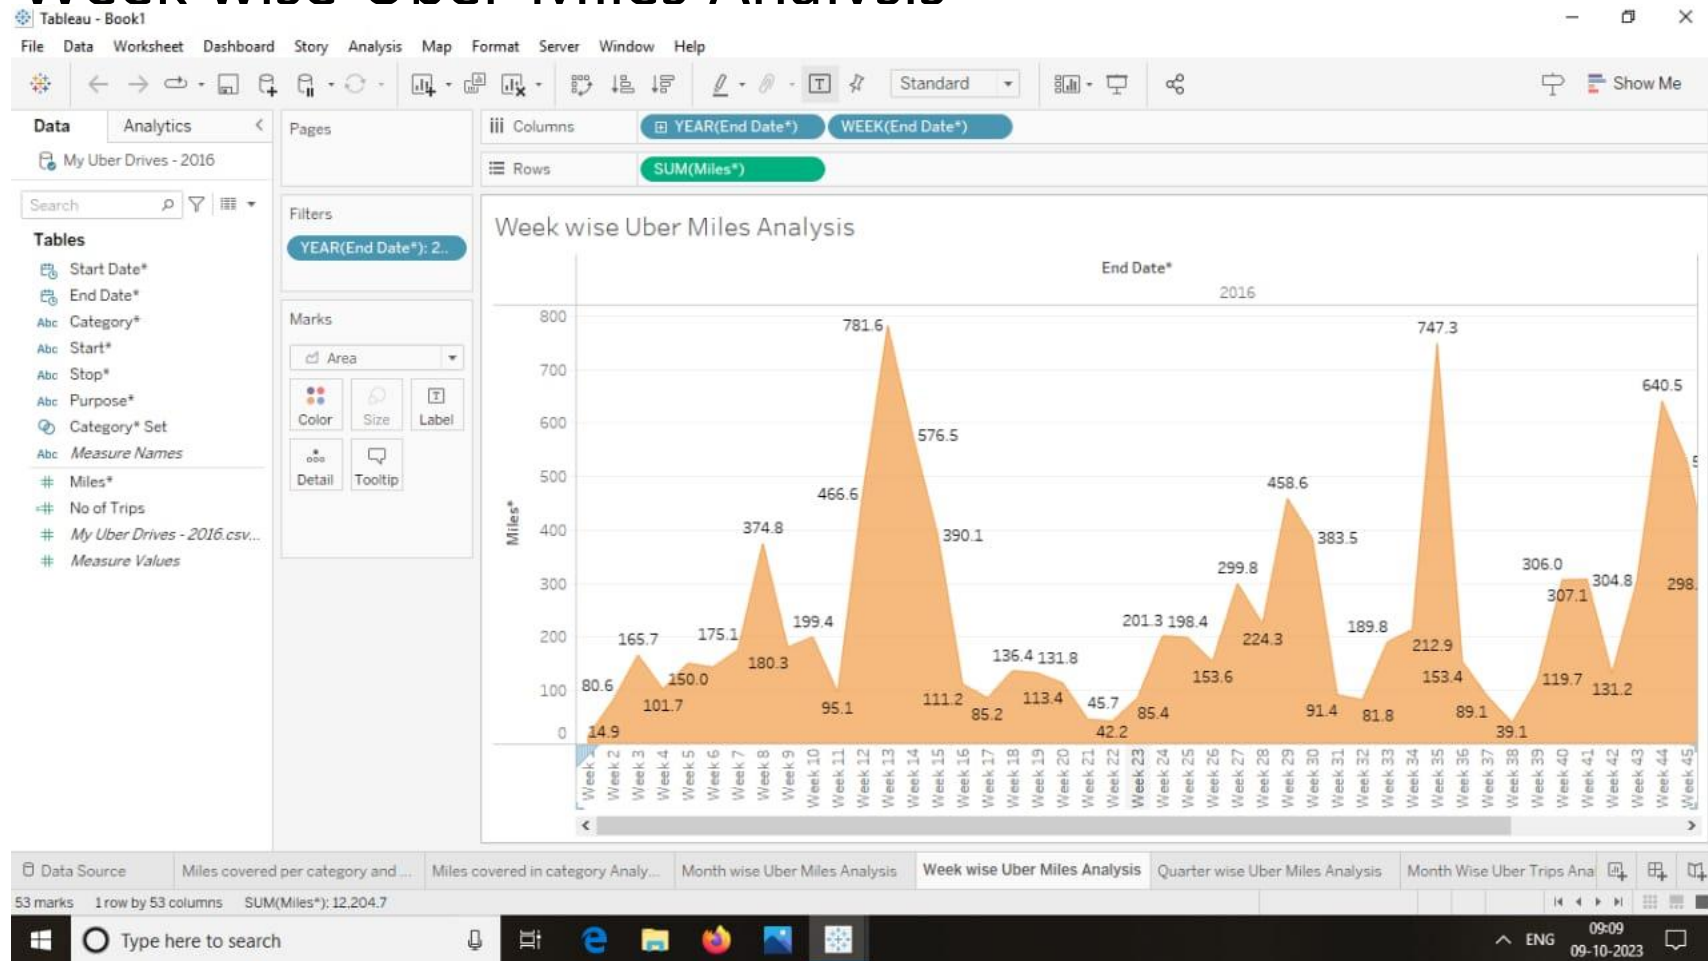 Week wise Uber Miles Analysis
Tableau - Book1
File Data Worksheet Dashboard Story Analysis Map Format Server Window Help
Standard
Show Me
Data Analytics
My Uber Drives - 2016
Search
Tables
Start Date*
End Date*
Abc Category*
Abc Start*
Abc Stop*
Abc Purpose*
Category* Set
Abc Measure Names
# Miles*
=# No of Trips
# My Uber Drives - 2016.csv...
# Measure Values
Pages
Filters
YEAR(End Date*): 2..
Marks
Area
Color Size Label
Detail Tooltip
Columns YEAR(End Date*) WEEK(End Date*)
Rows SUM(Miles*)
Week wise Uber Miles Analysis
End Date*
2016
Miles*
800
700
600
500
400
300
200
100
0
14.9
80.6
165.7
101.7
150.0
175.1
374.8
180.3
199.4
95.1
466.6
781.6
576.5
390.1
111.2
85.2
136.4
131.8
113.4
45.7
42.2
85.4
201.3
198.4
153.6
299.8
224.3
458.6
383.5
91.4
81.8
189.8
212.9
747.3
153.4
89.1
39.1
119.7
306.0
307.1
131.2
304.8
640.5
298.
Week 1
Week 2
Week 3
Week 4
Week 5
Week 6
Week 7
Week 8
Week 9
Week 10
Week 11
Week 12
Week 13
Week 14
Week 15
Week 16
Week 17
Week 18
Week 19
Week 20
Week 21
Week 22
Week 23
Week 24
Week 25
Week 26
Week 27
Week 28
Week 29
Week 30
Week 31
Week 32
Week 33
Week 34
Week 35
Week 36
Week 37
Week 38
Week 39
Week 40
Week 41
Week 42
Week 43
Week 44
Week 45
Data Source Miles covered per category and ... Miles covered in category Analy... Month wise Uber Miles Analysis Week wise Uber Miles Analysis Quarter wise Uber Miles Analysis Month Wise Uber Trips Ana
53 marks 1 row by 53 columns SUM(Miles*): 12,204.7
Type here to search
ENG
09:09
09-10-2023